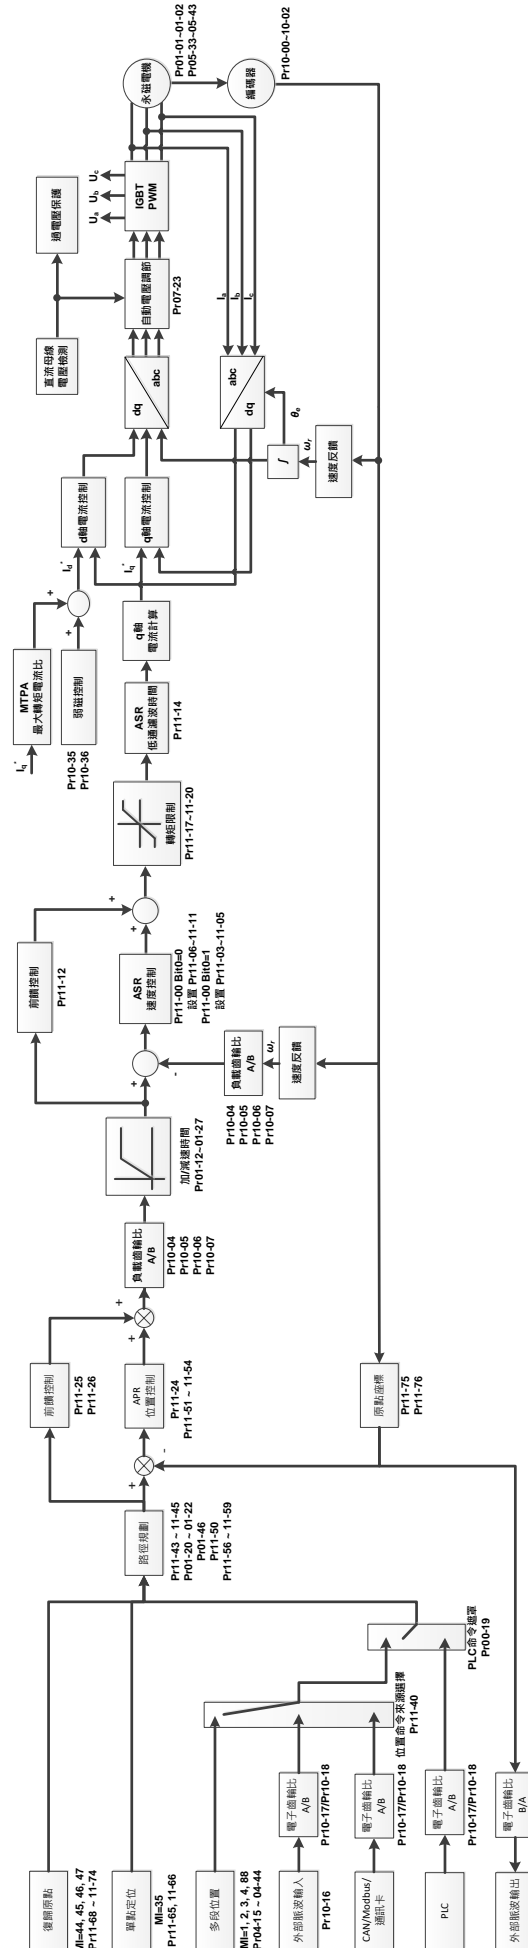 復歸原點
MI=44, 45, 46, 47
Pr11-68 ~ 11-74
單點定位
MI=35
Pr11-65, 11-66
多段位置
MI=1, 2, 3, 4, 88
Pr04-15 ~ 04-44
外部脈波輸入
Pr10-16
電子齒輪比
A/B
Pr10-17/Pr10-18
CAN/Modbus/
通訊卡
電子齒輪比
A/B
Pr10-17/Pr10-18
PLC
電子齒輪比
A/B
Pr10-17/Pr10-18
外部脈波輸出
電子齒輪比
B/A
位置命令來源選擇
Pr11-40
PLC命令遮罩
Pr00-19
路徑規劃
Pr11-43 ~ 11-45
Pr01-20 ~ 01-22
Pr01-46
Pr11-50
Pr11-56 ~ 11-59
+
-
前饋控制
Pr11-25
Pr11-26
APR
位置控制
Pr11-24
Pr11-51 ~ 11-54
+
+
原點座標
Pr11-75
Pr11-76
負載齒輪比
A/B
Pr10-04
Pr10-05
Pr10-06
Pr10-07
加/減速時間
Pr01-12~01-27
+
-
前饋控制
Pr11-12
ASR
速度控制
Pr11-00 Bit0=0
設置 Pr11-06~11-11
Pr11-00 Bit0=1
設置 Pr11-03~11-05
負載齒輪比
A/B
Pr10-04
Pr10-05
Pr10-06
Pr10-07
ωr
速度反饋
+
+
轉矩限制
Pr11-17~11-20
ASR
低通濾波時間
Pr11-14
q軸
電流計算
Iq*
MTPA
最大轉矩電流比
弱磁控制
Pr10-35
Pr10-36
+
+
Id*
Iq*
d軸電流控制
q軸電流控制
dq
abc
abc
dq
θe
∫
ωr
速度反饋
Ia
Ib
Ic
直流母線
電壓檢測
過電壓保護
自動電壓調節
Pr07-23
IGBT
PWM
Ua
Ub
Uc
永磁電機
Pr01-01~01-02
Pr05-33~05-43
編碼器
Pr10-00~10-02